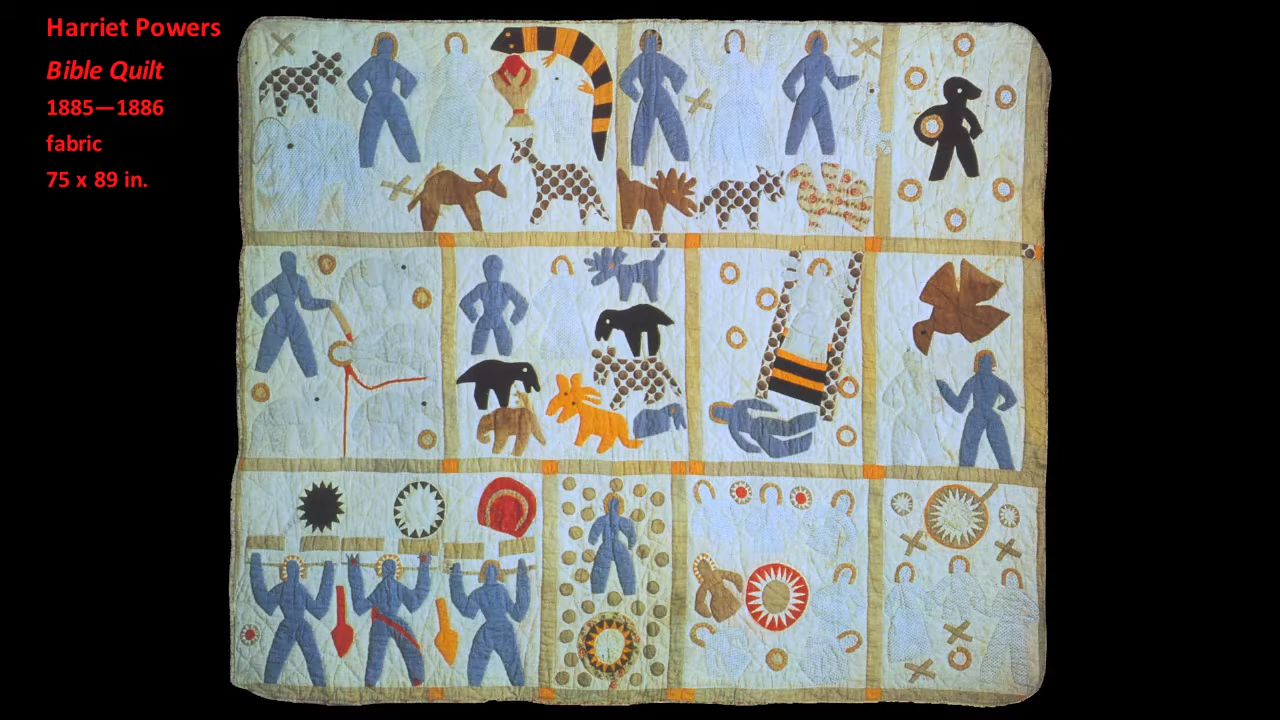 Harriet Powers
Bible Quilt
1885—1886
fabric
75 x 89 in.